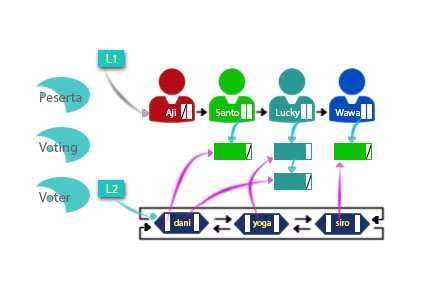 L1
Peserta
Aji
Santo
Lucky
Wawa
Voting
L2
Voter
dani
yoga
siro